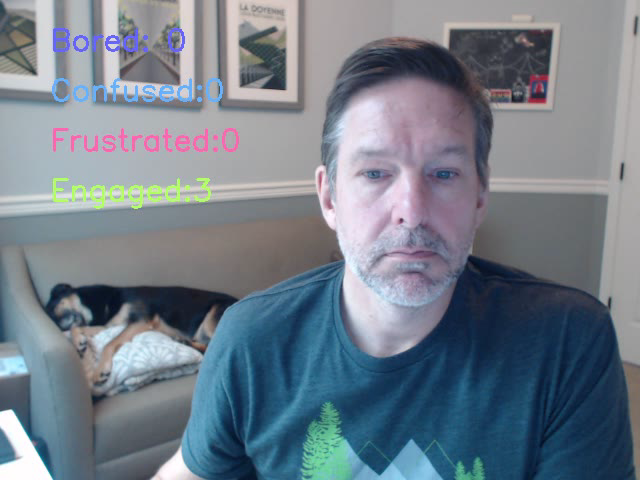 LA DOYENNE
Bored: 0
Confused:0
Frustrated:0
Engaged:3